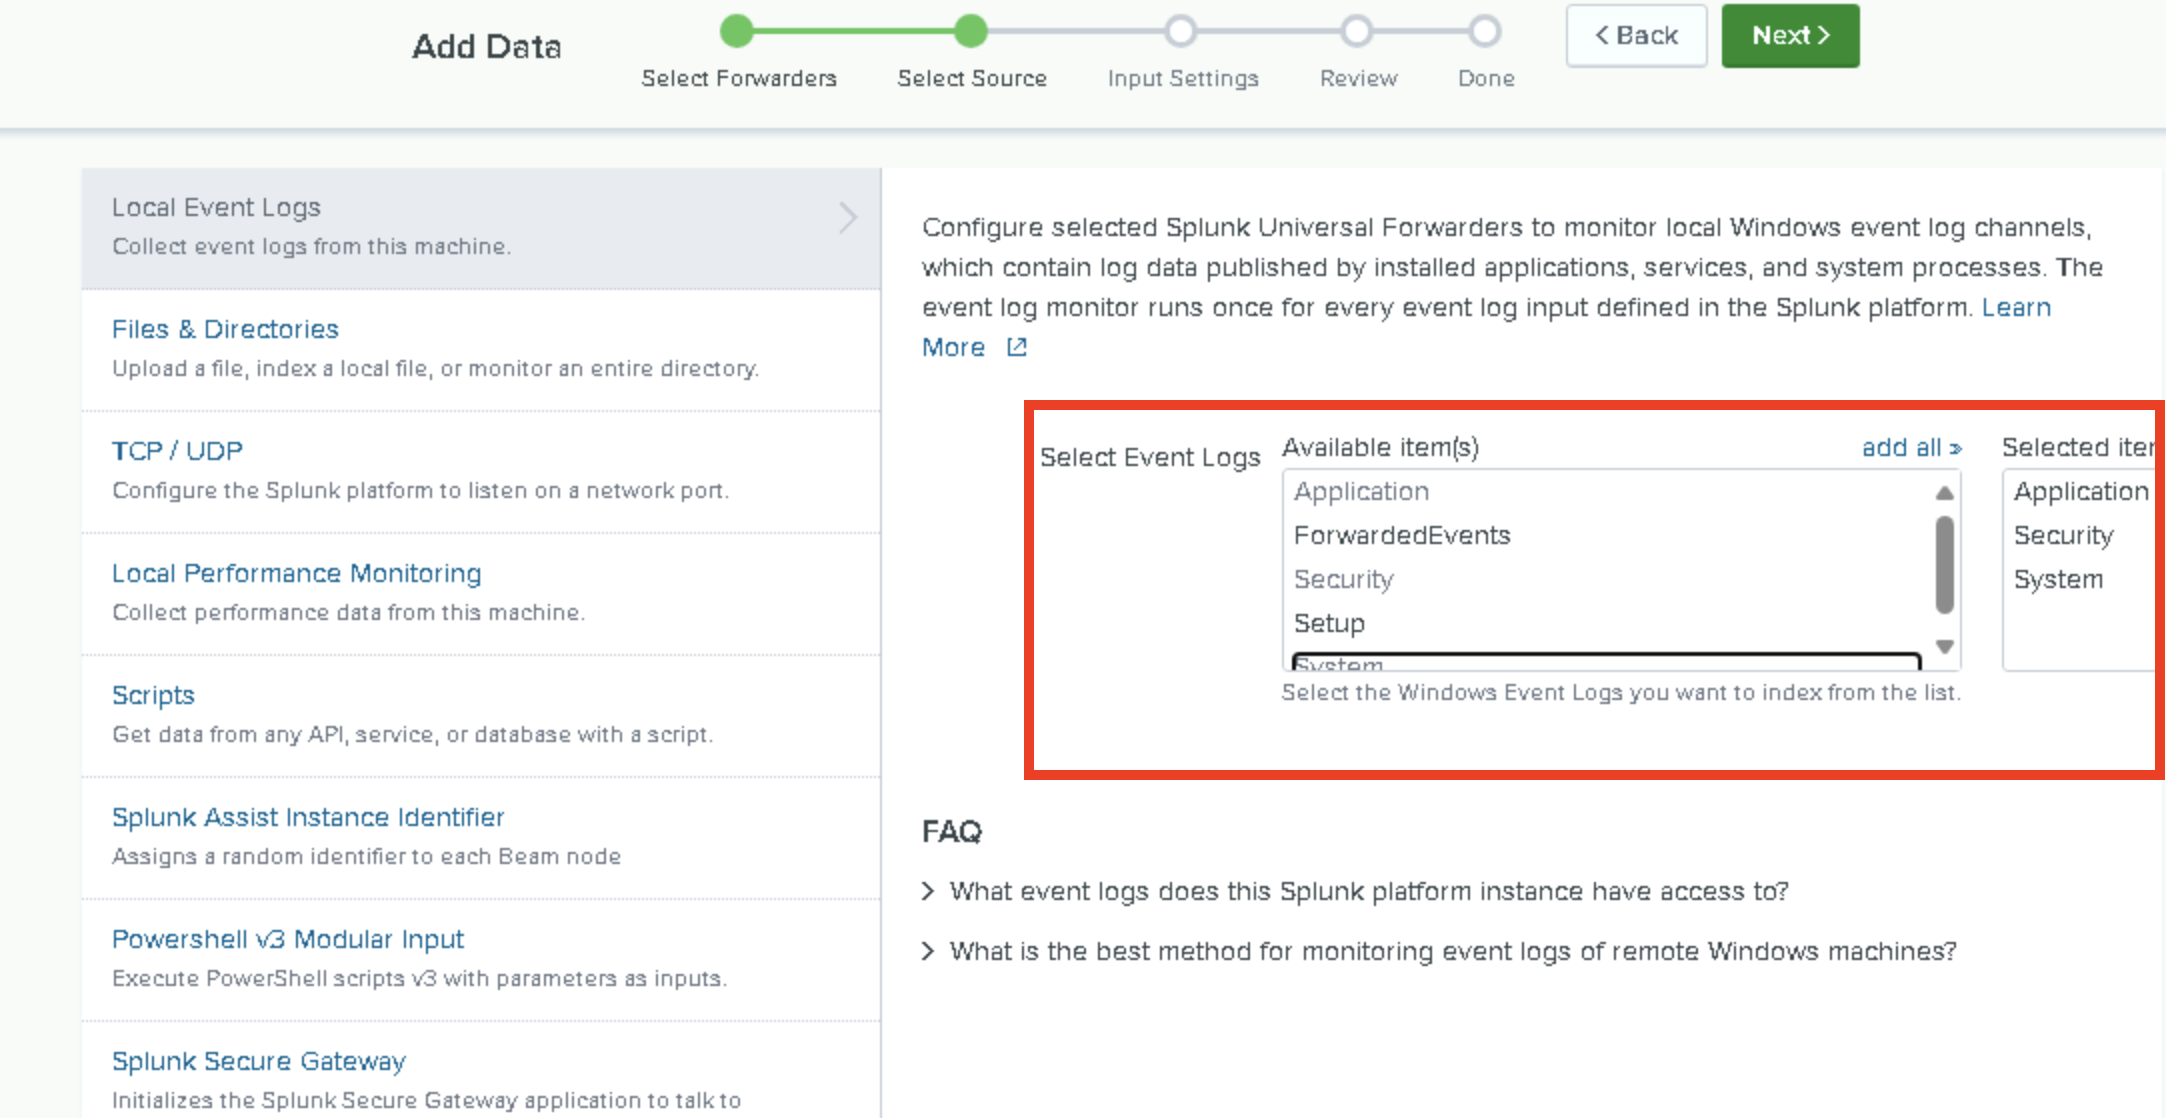 Add Data
Select Forwarders
Select Source
Input Settings
Review
Done
< Back
Next >
Local Event Logs
Collect event logs from this machine.
Files & Directories
Upload a file, index a local file, or monitor an entire directory.
TCP / UDP
Configure the Splunk platform to listen on a network port.
Local Performance Monitoring
Collect performance data from this machine.
Scripts
Get data from any API, service, or database with a script.
Splunk Assist Instance Identifier
Assigns a random identifier to each Beam node
Powershell v3 Modular Input
Execute PowerShell scripts v3 with parameters as inputs.
Splunk Secure Gateway
Initializes the Splunk Secure Gateway application to talk to
Configure selected Splunk Universal Forwarders to monitor local Windows event log channels,
which contain log data published by installed applications, services, and system processes. The
event log monitor runs once for every event log input defined in the Splunk platform. Learn
More
Select Event Logs
Available item(s)
add all »
Application
ForwardedEvents
Security
Setup
System
Select the Windows Event Logs you want to index from the list.
Selected
Application
Security
System
FAQ
> What event logs does this Splunk platform instance have access to?
> What is the best method for monitoring event logs of remote Windows machines?